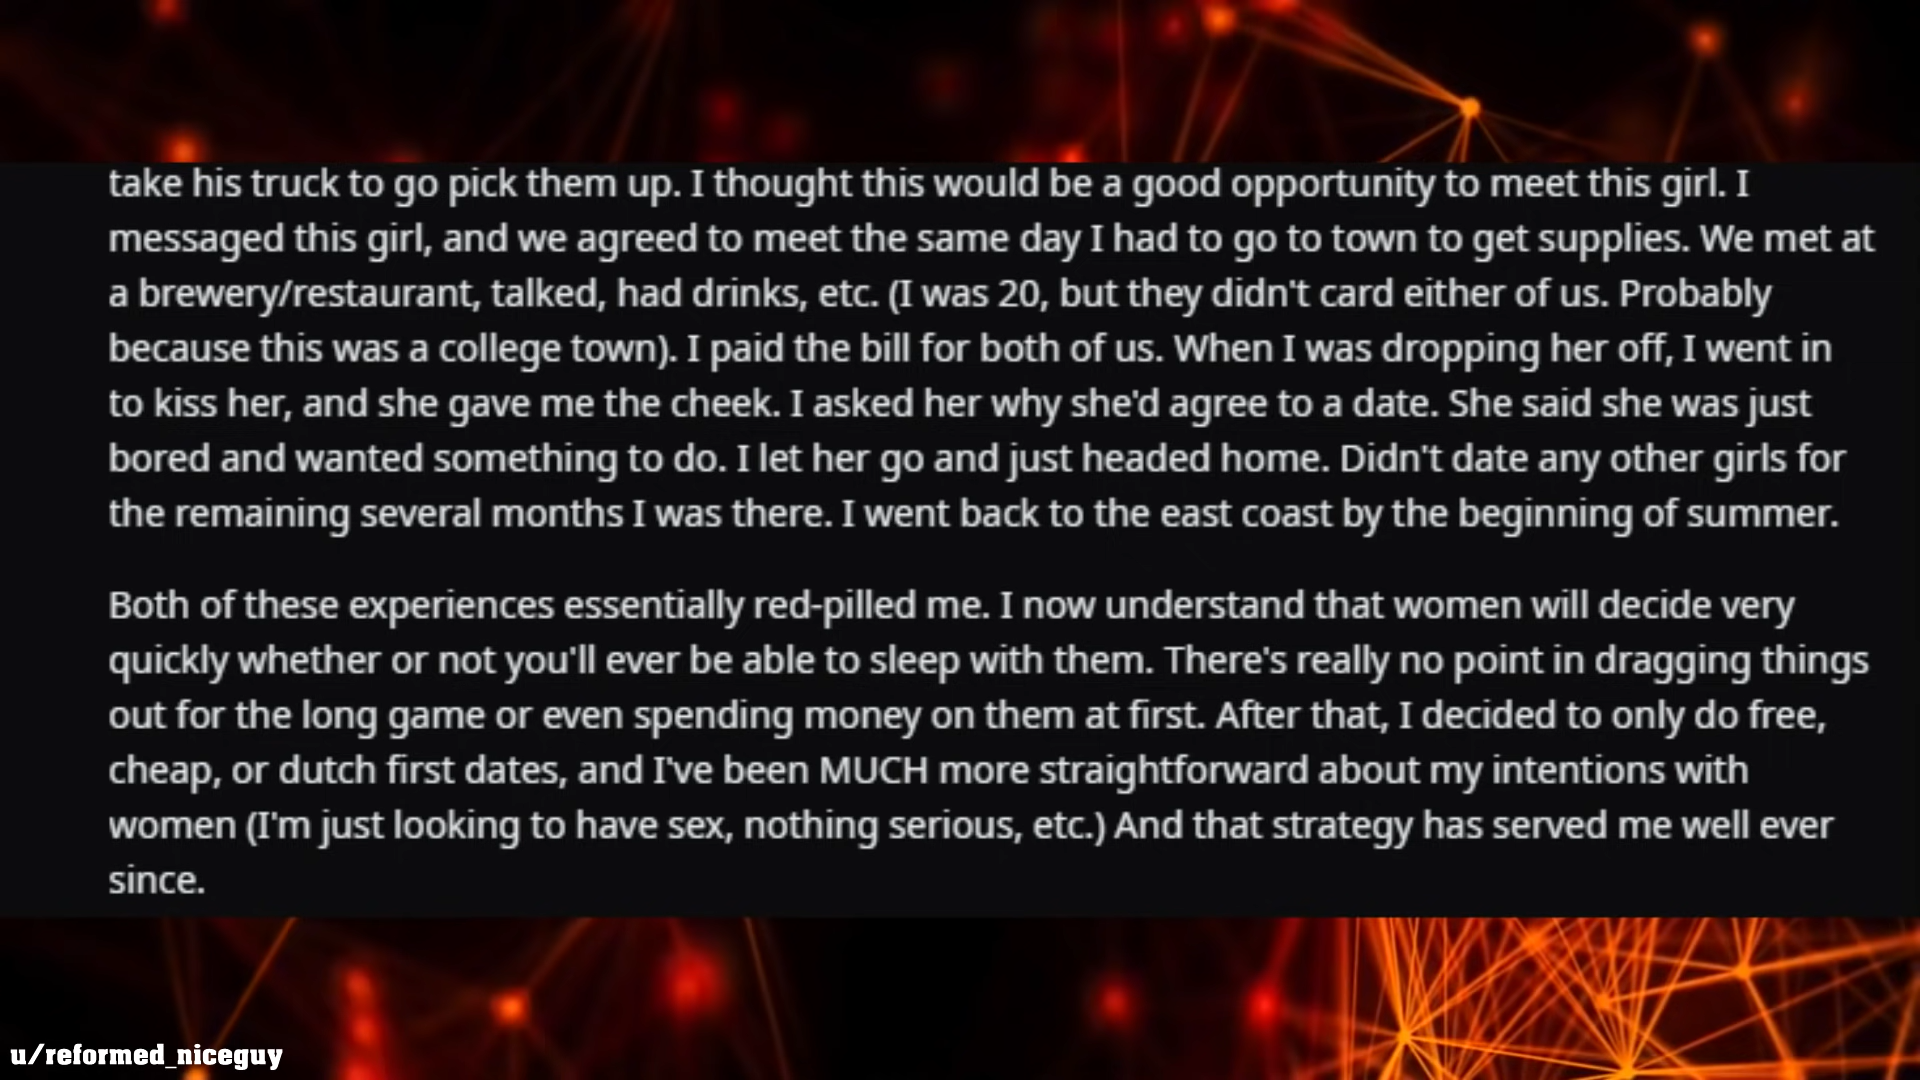 take his truck to go pick them up. I thought this would be a good opportunity to meet this girl. I
messaged this girl, and we agreed to meet the same day I had to go to town to get supplies. We met at
a brewery/restaurant, talked, had drinks, etc. (I was 20, but they didn't card either of us. Probably
because this was a college town). I paid the bill for both of us. When I was dropping her off, I went in
to kiss her, and she gave me the cheek. I asked her why she'd agree to a date. She said she was just
bored and wanted something to do. I let her go and just headed home. Didn't date any other girls for
the remaining several months I was there. I went back to the east coast by the beginning of summer.
Both of these experiences essentially red-pilled me. I now understand that women will decide very
quickly whether or not you'll ever be able to sleep with them. There's really no point in dragging things
out for the long game or even spending money on them at first. After that, I decided to only do free,
cheap, or dutch first dates, and I've been MUCH more straightforward about my intentions with
women (I'm just looking to have sex, nothing serious, etc.) And that strategy has served me well ever
since.
u/reformed_niceguy